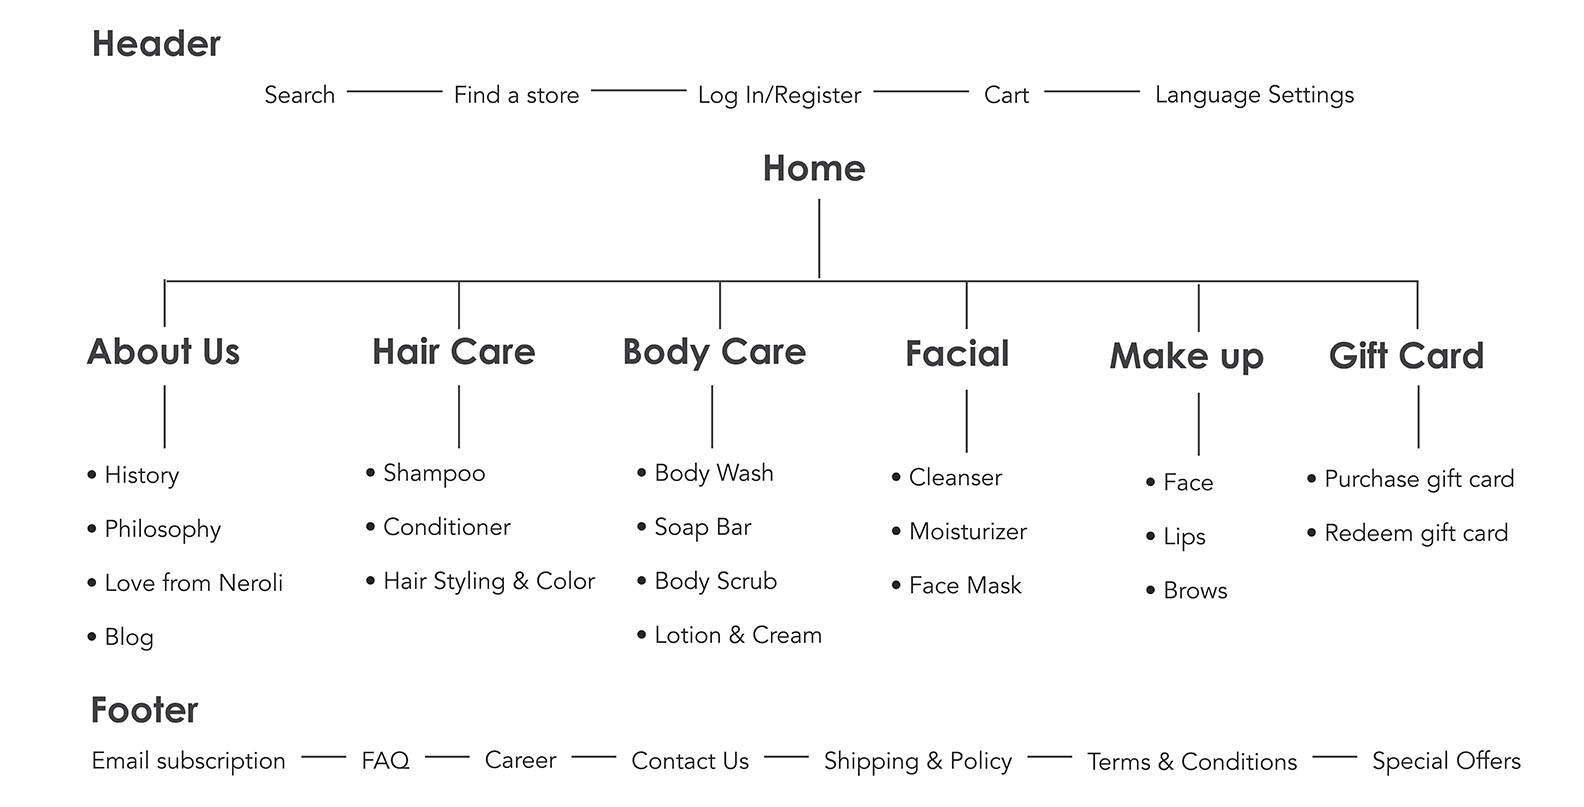 Header
Search Find a store Log In/Register Cart Language Settings
Home
About Us Hair Care Body Care Facial Make up Gift Card
• History
• Philosophy
• Love from Neroli
• Blog
• Shampoo
• Conditioner
• Hair Styling & Color
• Body Wash
• Soap Bar
• Body Scrub
• Lotion & Cream
• Cleanser
• Moisturizer
• Face Mask
• Face
• Lips
• Brows
• Purchase gift card
• Redeem gift card
Footer
Email subscription FAQ Career Contact Us Shipping & Policy Terms & Conditions Special Offers